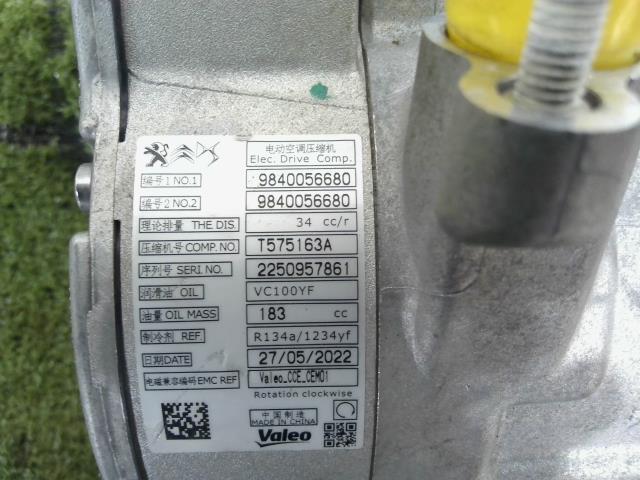 电动空调压缩机
Elec. Drive Comp.
编号1 NO.1 9840056680
编号2 NO.2 9840056680
理论排量 THE DIS. 34 cc/r
压缩机号 COMP.NO. T575163A
序列号 SERI.NO. 2250957861
润滑油 OIL VC100YF
油量 OIL MASS 183 cc
制冷剂 REF R134a/1234yf
日期DATE 27/05/2022
电磁兼容编码 EMC REF Valeo_CCE_CEM01
Rotation clockwise
中国制造
MADE IN CHINA
Valeo